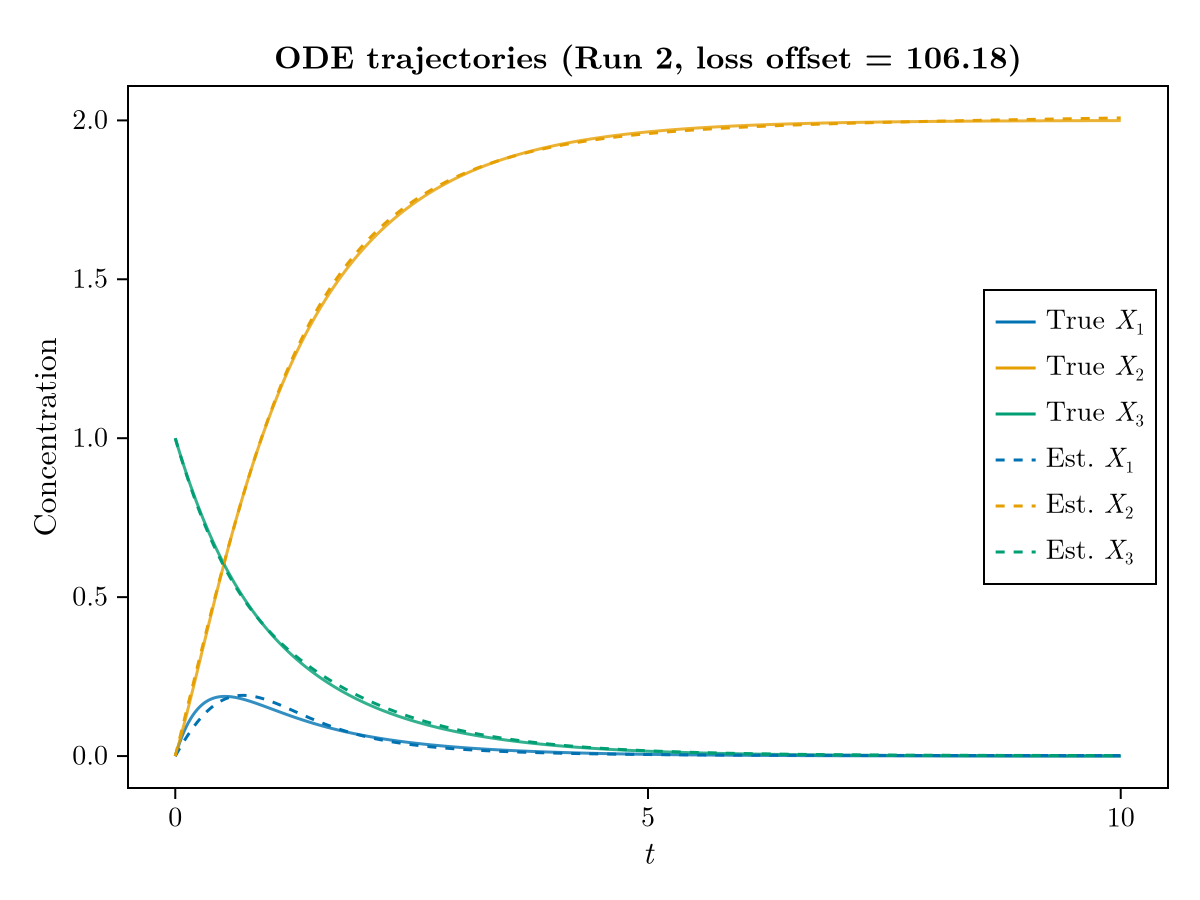 ODE trajectories (Run 2, loss offset = 106.18)
2.0
1.5
1.0
0.5
0.0
Concentration
0
5
10
t
True X₁
True X₂
True X₃
Est. X₁
Est. X₂
Est. X₃